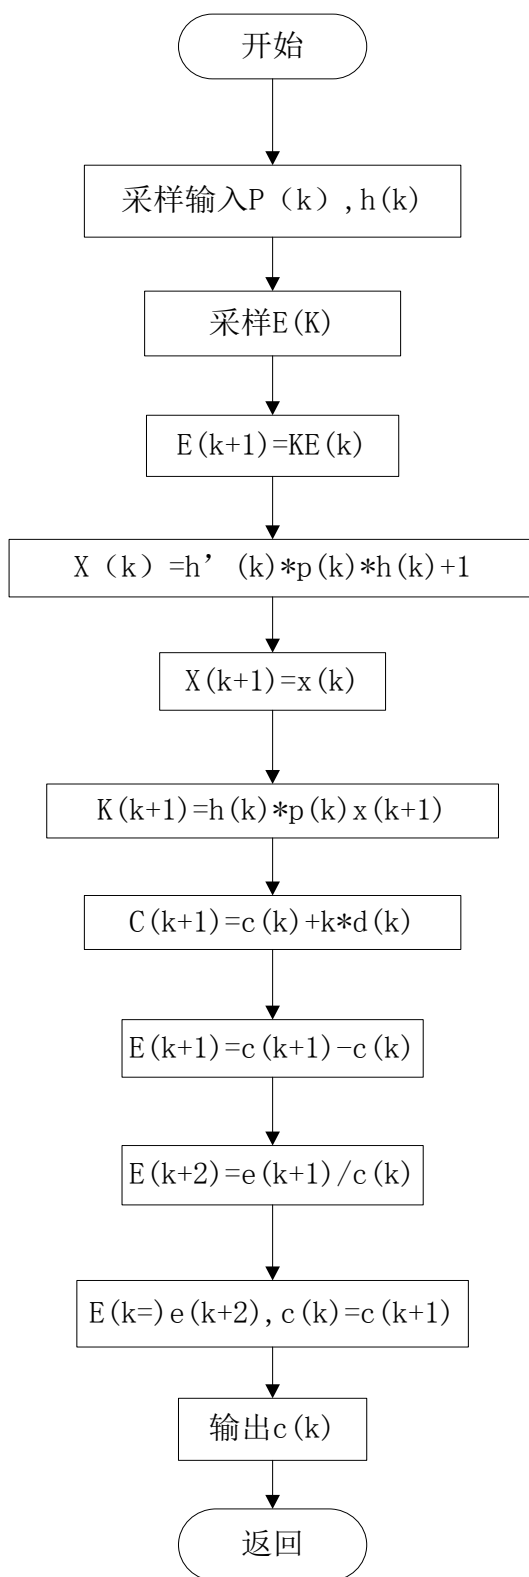 开始
采样输入P（k）,h(k)
采样E(K)
E(k+1)=KE(k)
X（k）=h’(k)*p(k)*h(k)+1
X(k+1)=x(k)
K(k+1)=h(k)*p(k)x(k+1)
C(k+1)=c(k)+k*d(k)
E(k+1)=c(k+1)-c(k)
E(k+2)=e(k+1)/c(k)
E(k=)e(k+2),c(k)=c(k+1)
输出c(k)
返回